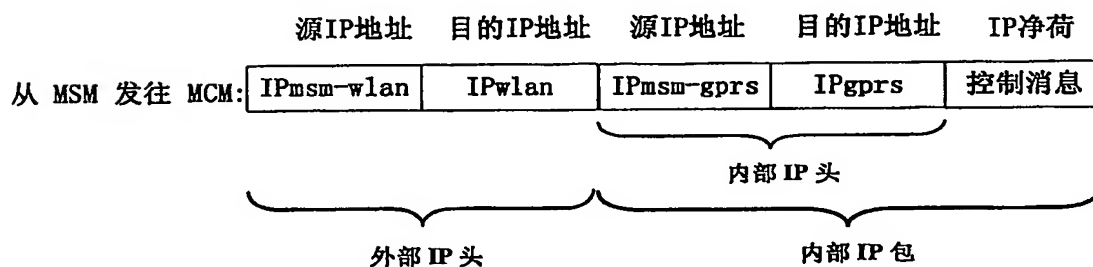 源IP地址 目的IP地址 源IP地址 目的IP地址 IP净荷
从 MSM 发往 MCM: IPmsm-wlan IPwlan IPmsm-gprs IPgprs 控制消息
内部 IP 头
外部 IP 头 内部 IP 包